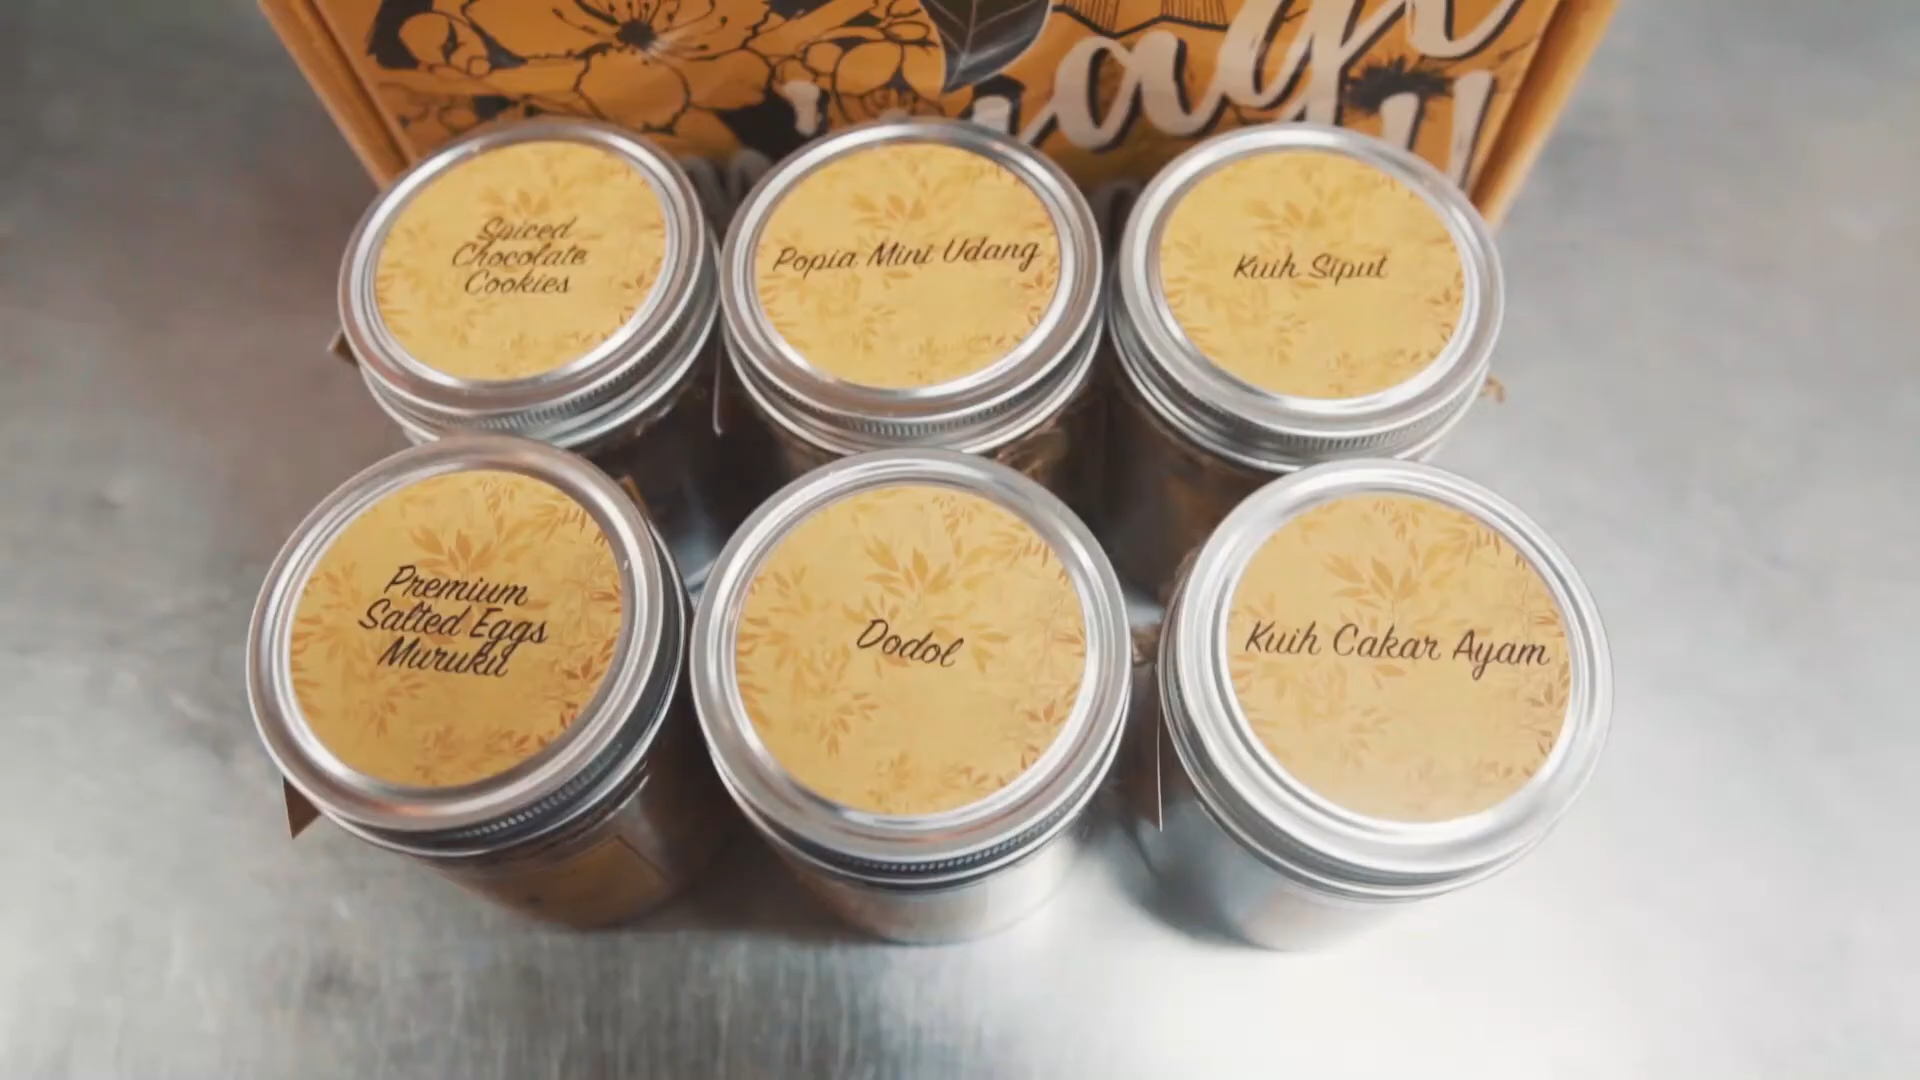 Spiced
Chocolate
Cookies
Popia Mini Udang
Kuih Siput
Premium
Salted Eggs
Muruku
Dodol
Kuih Cakar Ayam